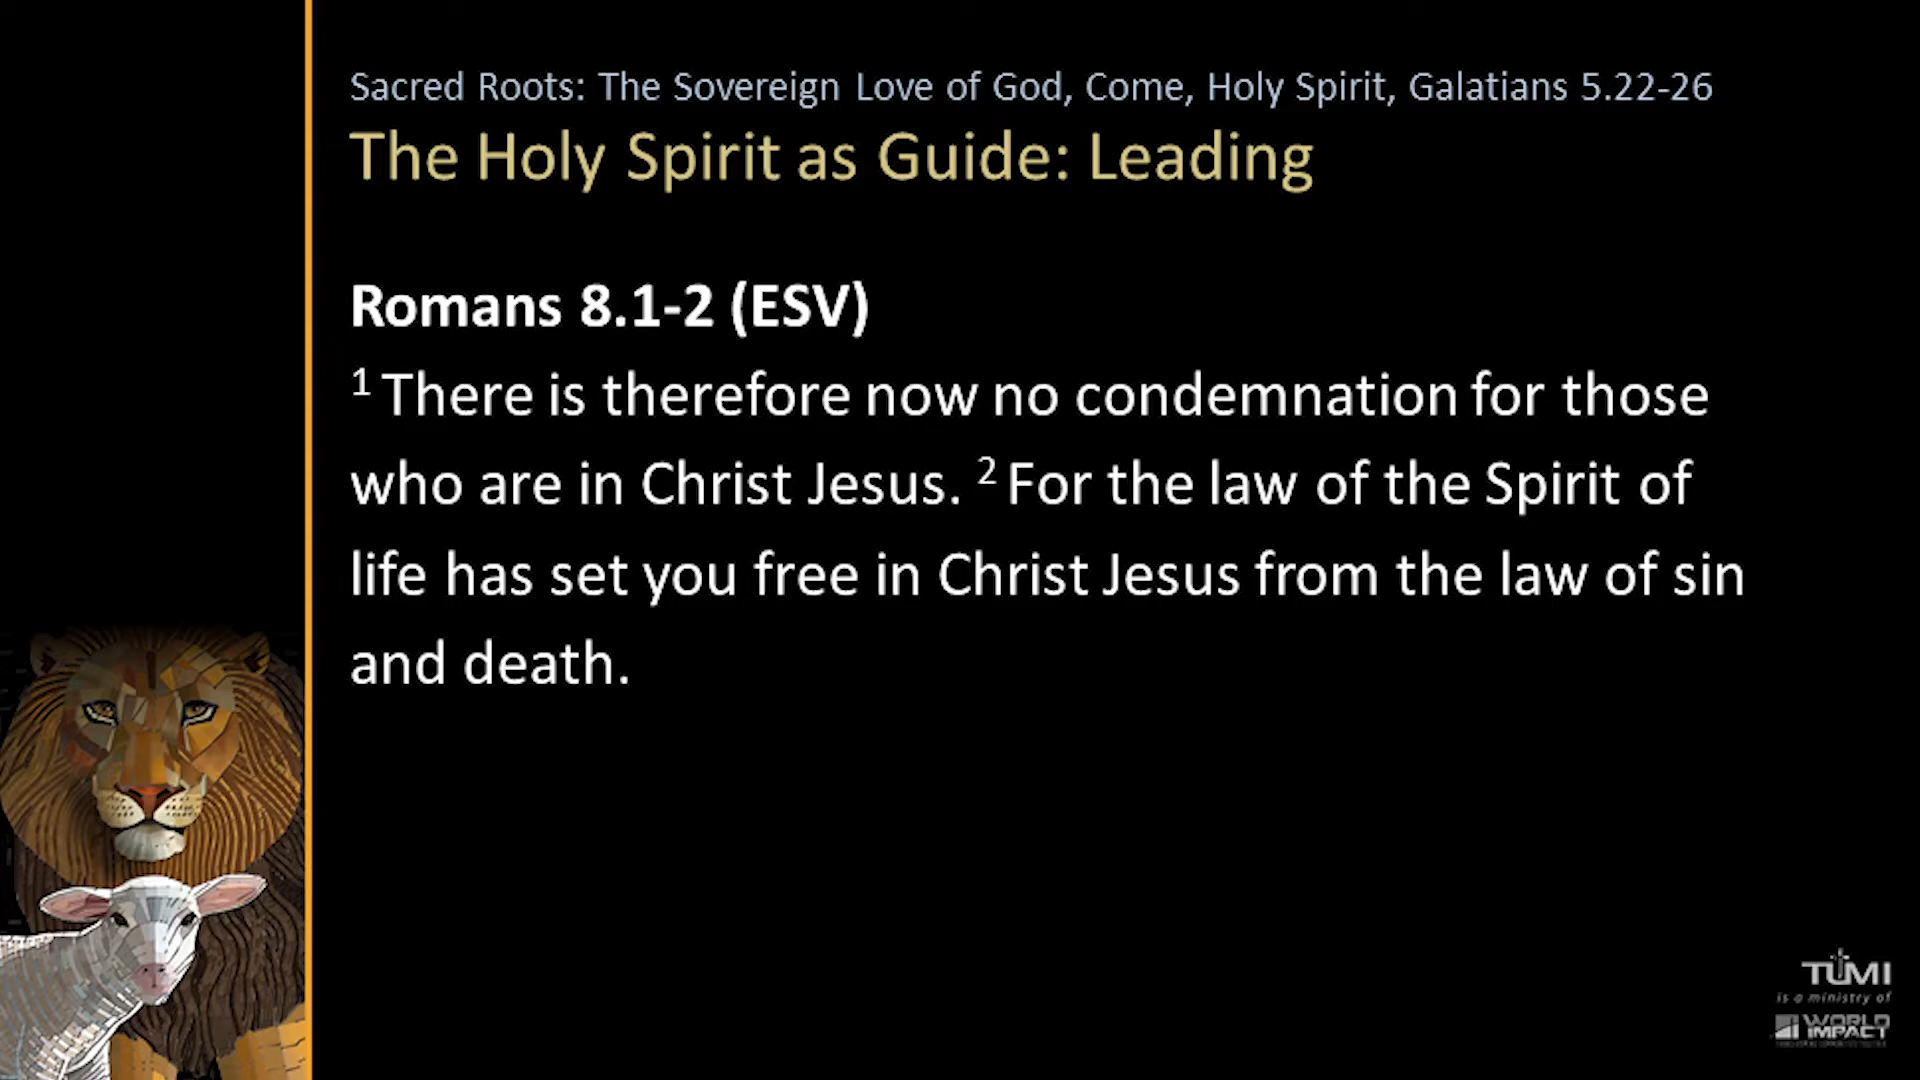 Sacred Roots: The Sovereign Love of God, Come, Holy Spirit, Galatians 5.22-26
The Holy Spirit as Guide: Leading
Romans 8.1-2 (ESV)
1 There is therefore now no condemnation for those
who are in Christ Jesus. 2 For the law of the Spirit of
life has set you free in Christ Jesus from the law of sin
and death.
TUMI
is a ministry of
WORLD
IMPACT